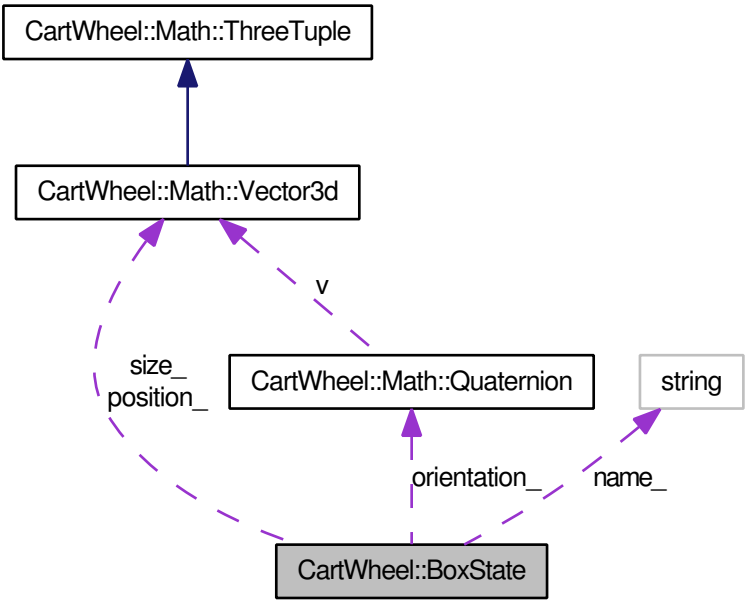 CartWheel::Math::ThreeTuple
CartWheel::Math::Vector3d
v
size_
position_
CartWheel::Math::Quaternion
string
orientation_
name_
CartWheel::BoxState